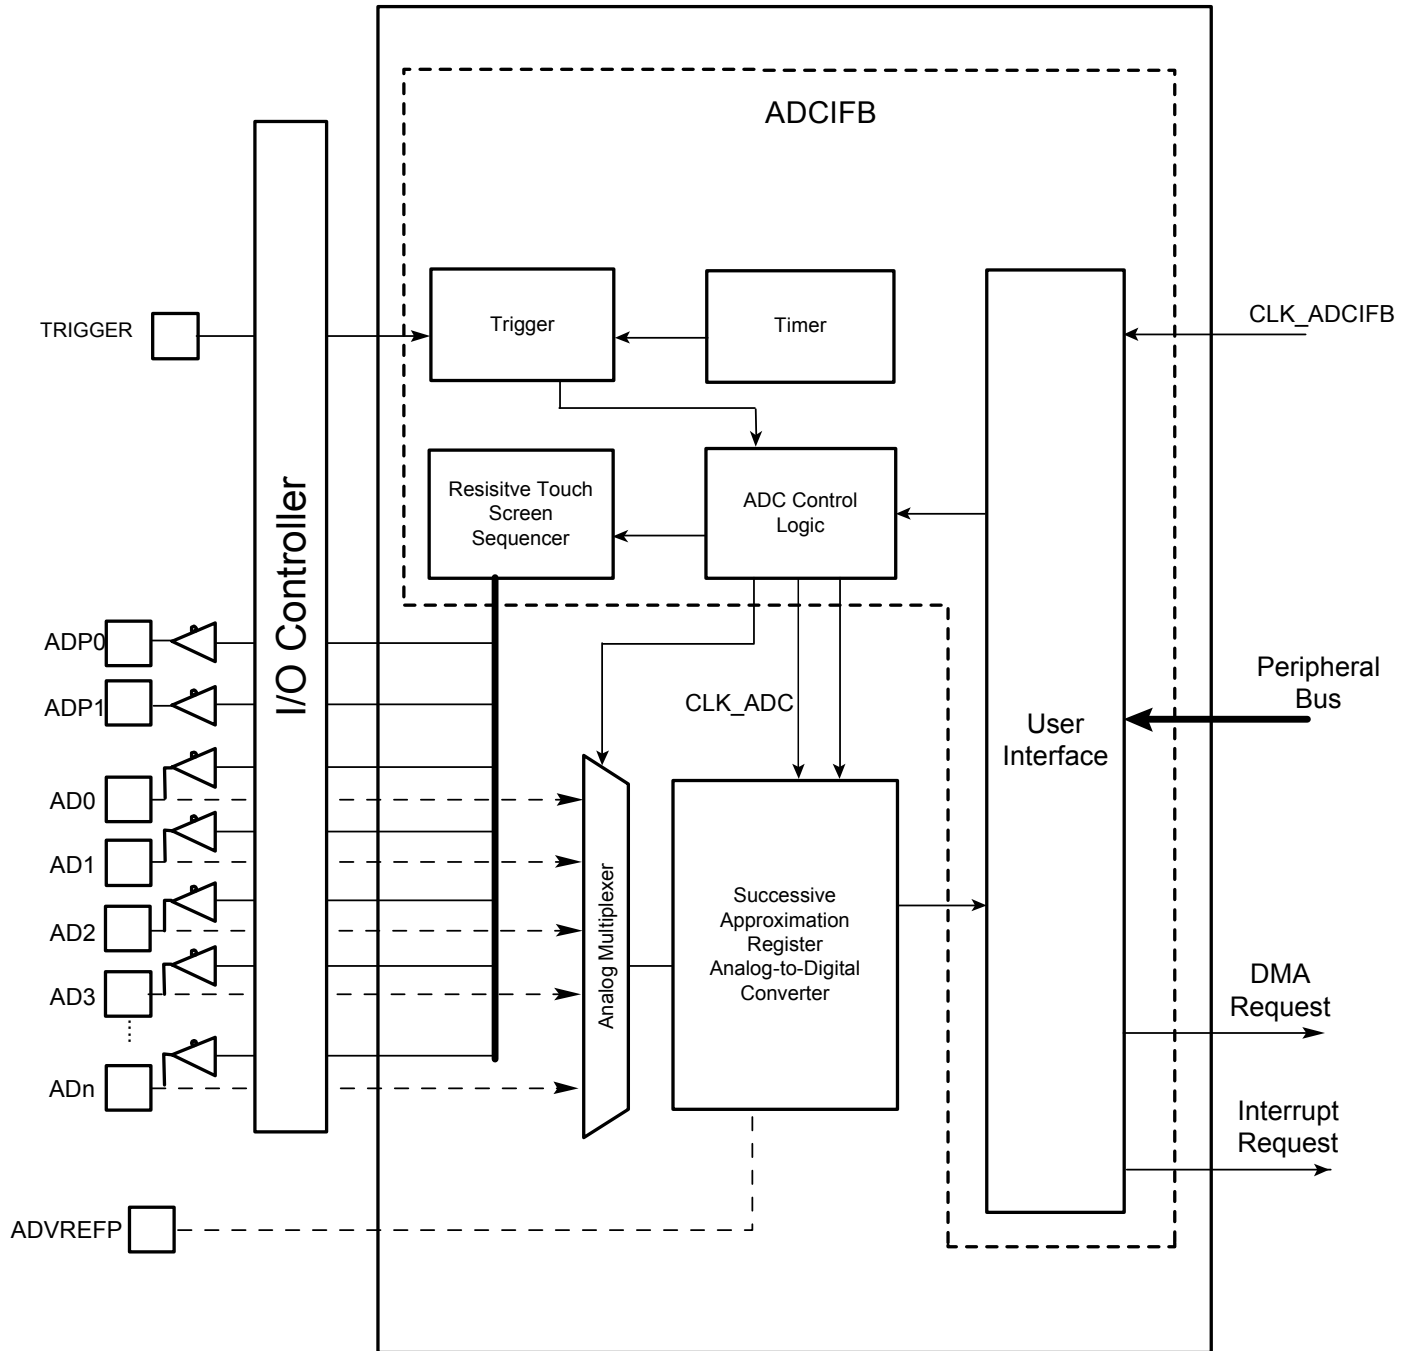 ADCIFB
Trigger
Timer
TRIGGER
CLK_ADCIFB
Resisitve Touch
Screen
Sequencer
ADC Control
Logic
I/O Controller
ADP0
ADP1
CLK_ADC
Peripheral
Bus
User
Interface
AD0
AD1
AD2
AD3
ADn
Analog Multiplexer
Successive
Approximation
Register
Analog-to-Digital
Converter
DMA
Request
Interrupt
Request
ADVREFP